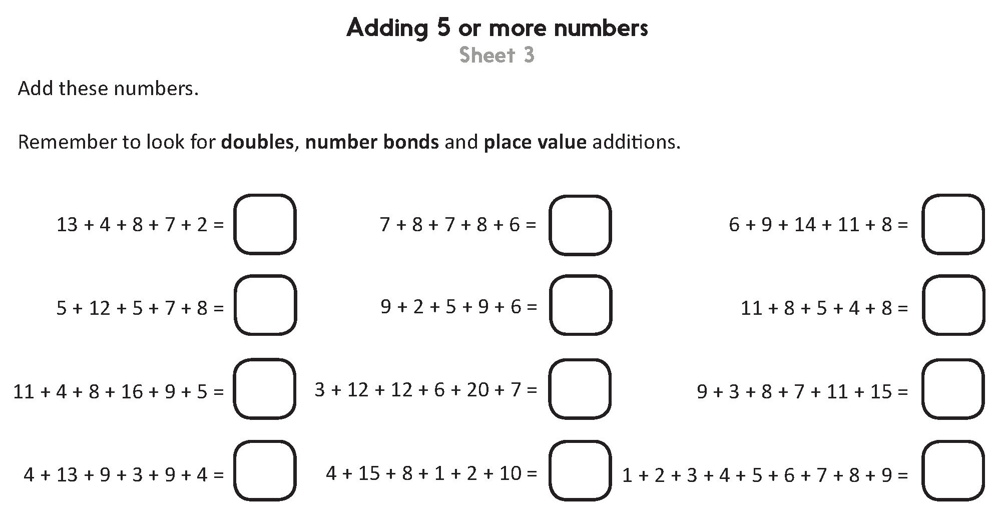 Adding 5 or more numbers
Sheet 3
Add these numbers.
Remember to look for doubles, number bonds and place value additions.
13 + 4 + 8 + 7 + 2 =
7 + 8 + 7 + 8 + 6 =
6 + 9 + 14 + 11 + 8 =
5 + 12 + 5 + 7 + 8 =
9 + 2 + 5 + 9 + 6 =
11 + 8 + 5 + 4 + 8 =
11 + 4 + 8 + 16 + 9 + 5 =
3 + 12 + 12 + 6 + 20 + 7 =
9 + 3 + 8 + 7 + 11 + 15 =
4 + 13 + 9 + 3 + 9 + 4 =
4 + 15 + 8 + 1 + 2 + 10 =
1 + 2 + 3 + 4 + 5 + 6 + 7 + 8 + 9 =